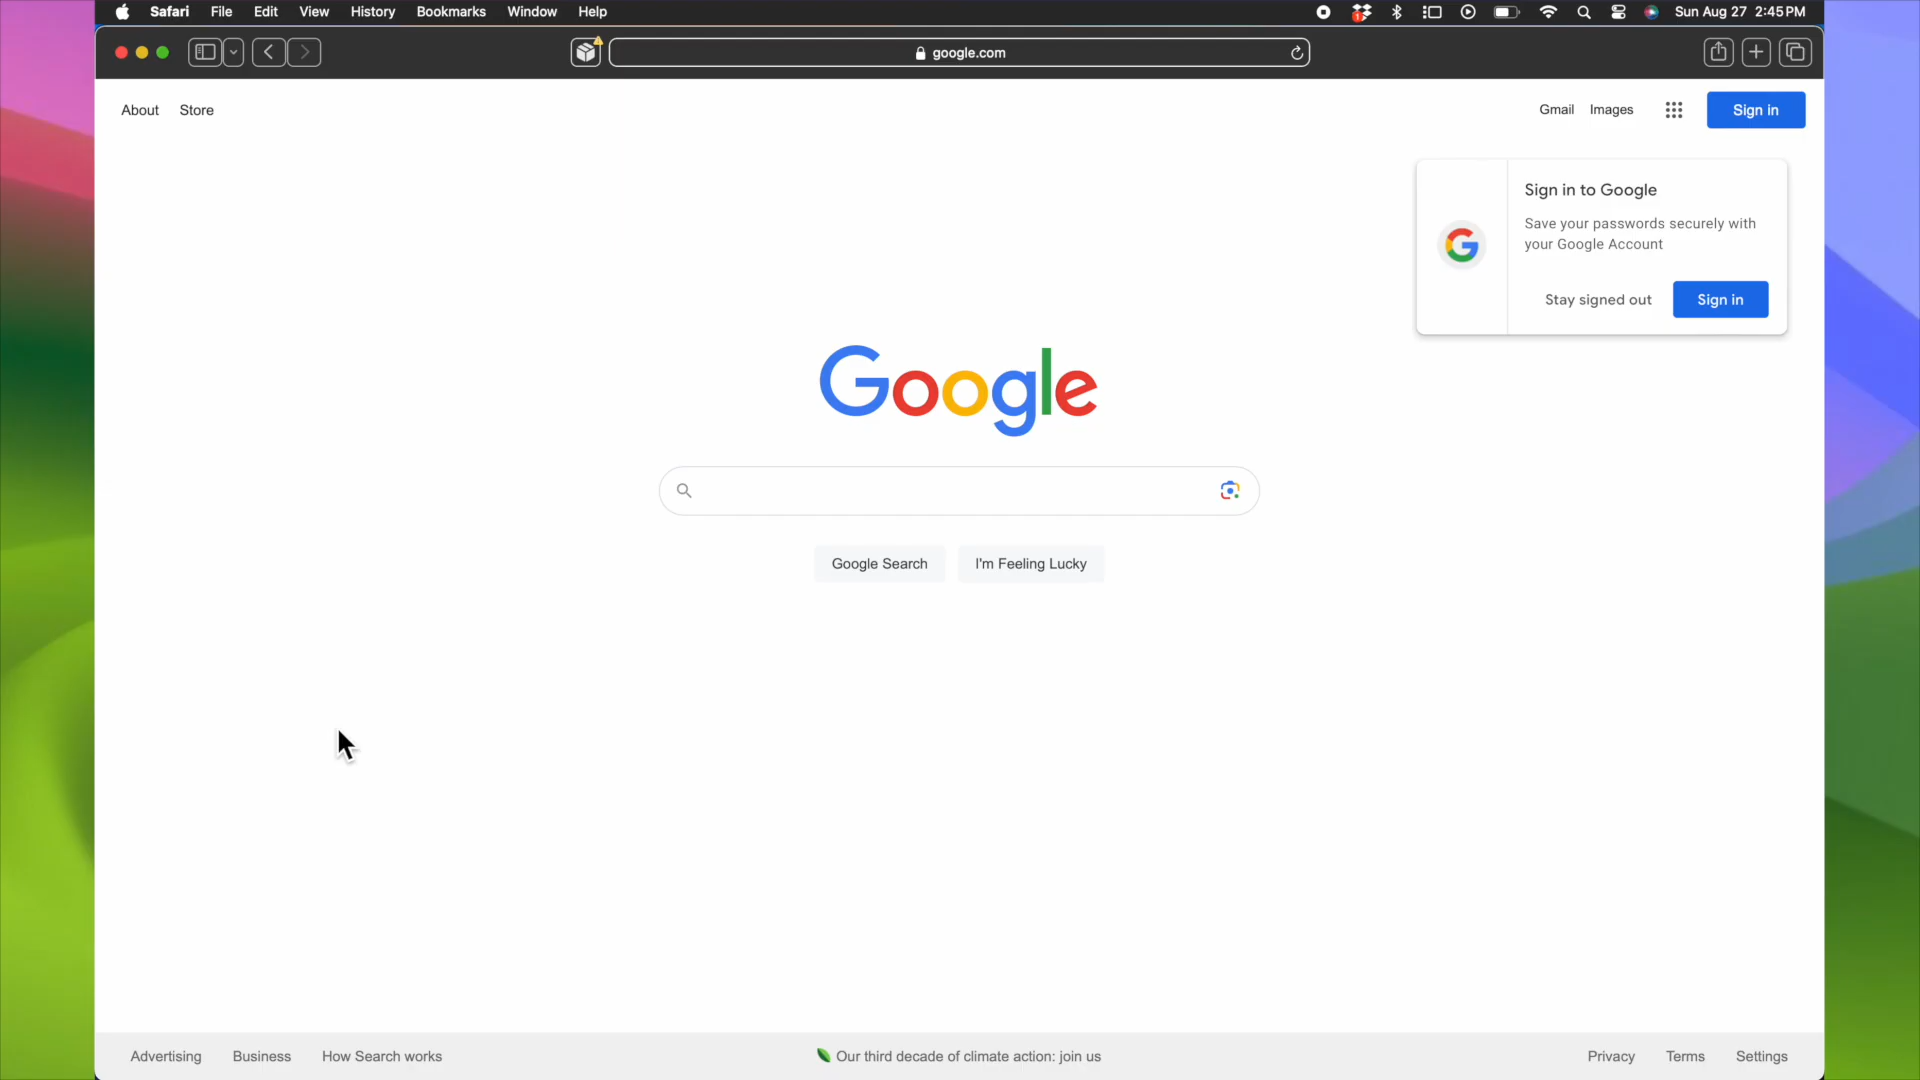 Safari File Edit View History Bookmarks Window Help
Sun Aug 27 2:45 PM
google.com
About Store
Gmail Images Sign in
Sign in to Google
Save your passwords securely with
your Google Account
Stay signed out Sign in
Google
Google Search I'm Feeling Lucky
Advertising Business How Search works
Our third decade of climate action: join us
Privacy Terms Settings